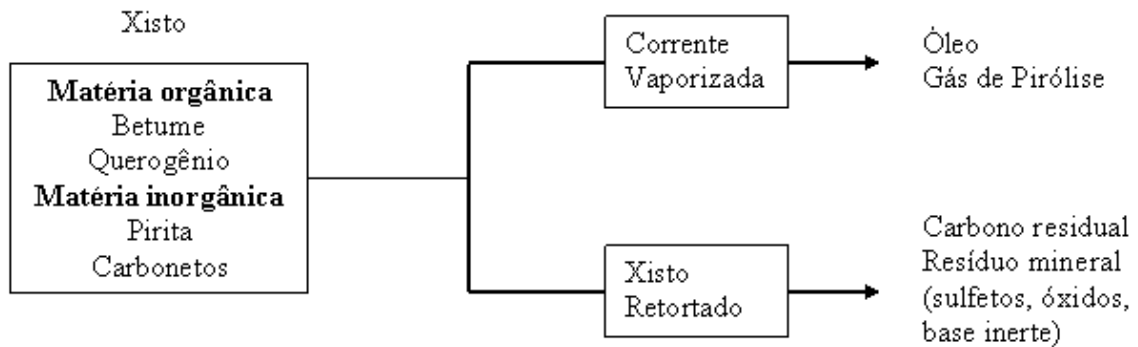 Xisto
Matéria orgânica
Betume
Querogênio
Matéria inorgânica
Pirita
Carbonetos
Corrente
Vaporizada
Óleo
Gás de Pirólise
Xisto
Retortado
Carbono residual
Resíduo mineral
(sulfetos, óxidos,
base inerte)